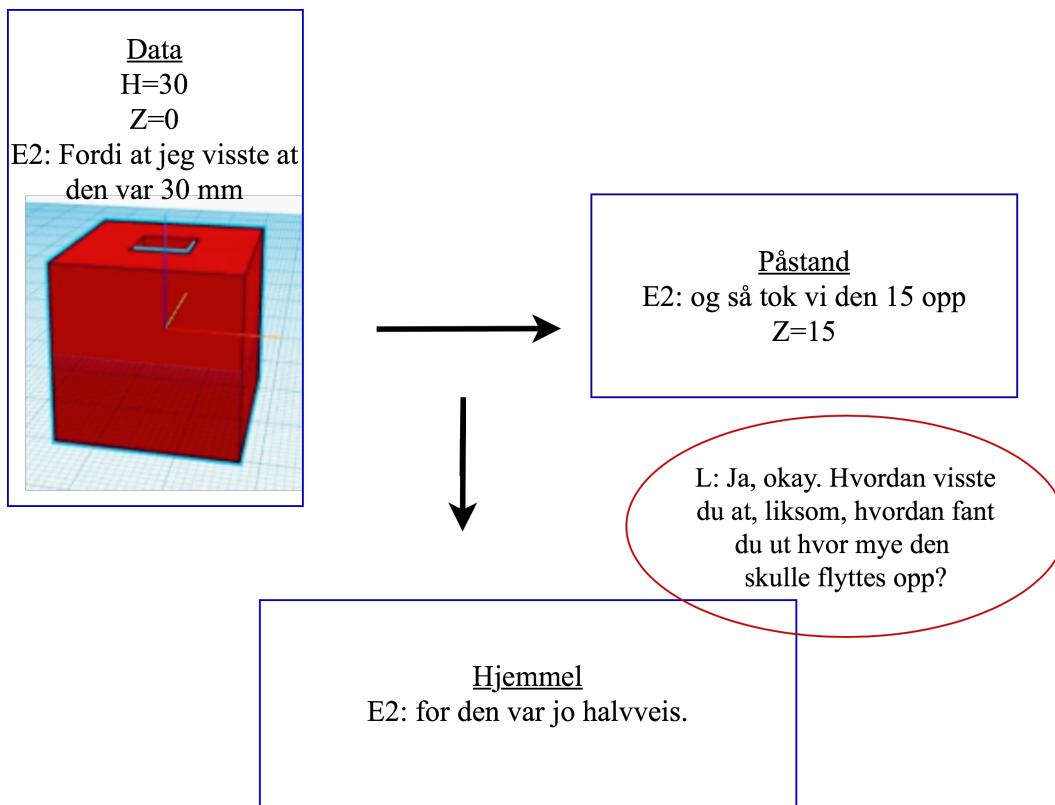 Data
H=30
Z=0
E2: Fordi at jeg visste at
den var 30 mm
Påstand
E2: og så tok vi den 15 opp
Z=15
L: Ja, okay. Hvordan visste
du at, liksom, hvordan fant
du ut hvor mye den
skulle flyttes opp?
Hjemmel
E2: for den var jo halvveis.